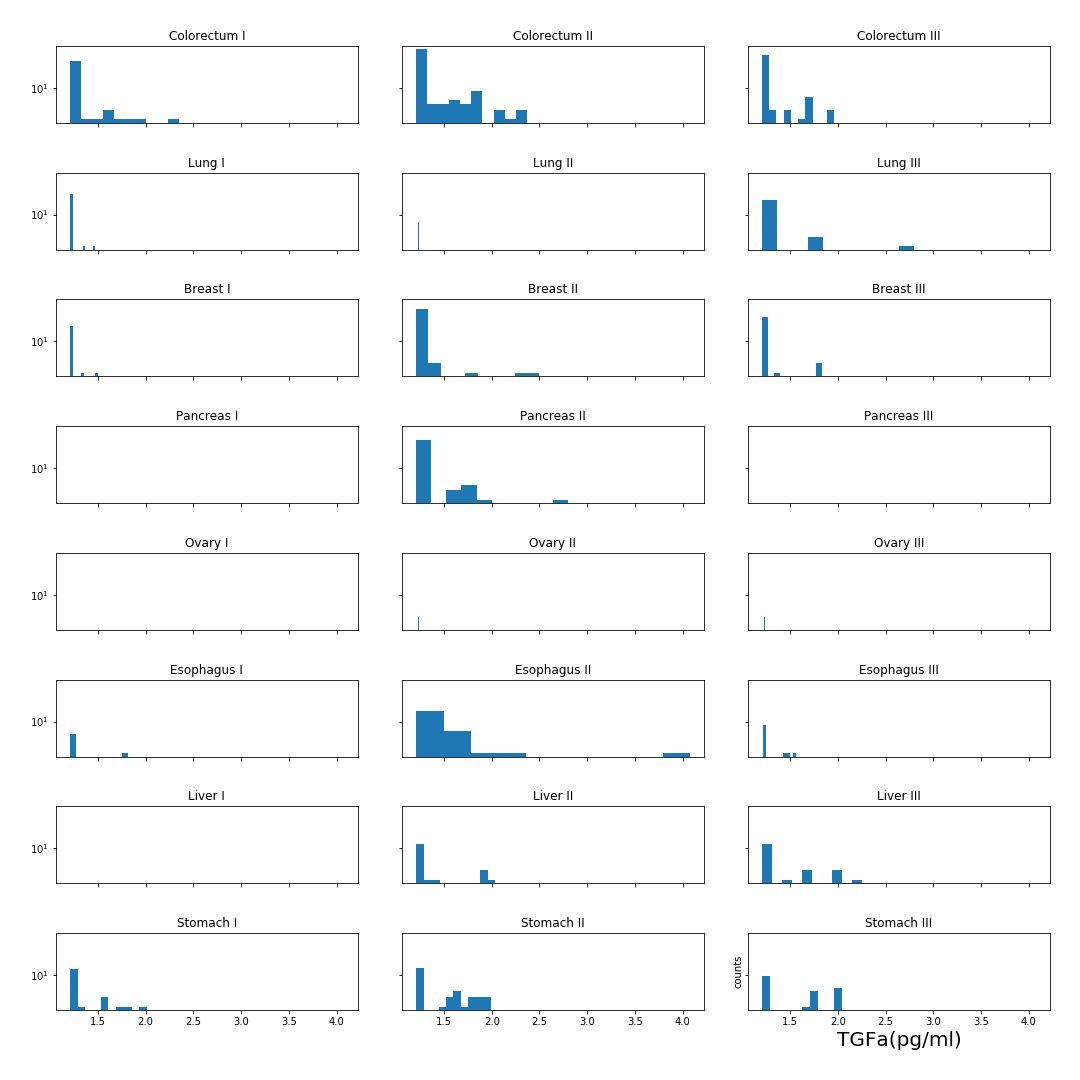 Colorectum I Colorectum II Colorectum III
10¹
Lung I Lung II Lung III
10¹
Breast I Breast II Breast III
10¹
Pancreas I Pancreas II Pancreas III
10¹
Ovary I Ovary II Ovary III
10¹
Esophagus I Esophagus II Esophagus III
10¹
Liver I Liver II Liver III
10¹
Stomach I Stomach II Stomach III
10¹ counts
1.5 2.0 2.5 3.0 3.5 4.0 1.5 2.0 2.5 3.0 3.5 4.0 1.5 2.0 2.5 3.0 3.5 4.0
TGFa(pg/ml)